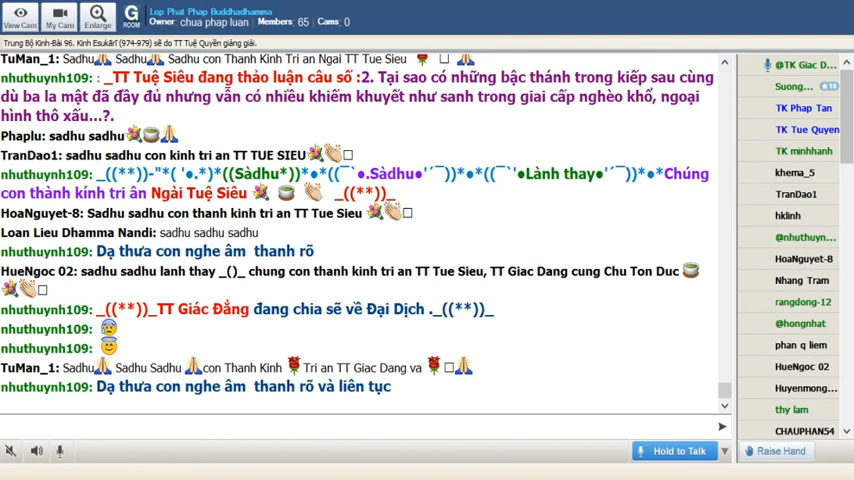 View Cam
My Cam
Enlarge
G
ROOM
Lop Phat Phap Buddhadhamma
Owner: chua phap luan Members: 65 Cams: 0
Trung Bộ Kinh-Bài 96. Kinh Esukārī (974-979) sẽ do TT Tuệ Quyền giảng giải.
TuMan_1: Sadhu Sadhu Sadhu con Thanh Kinh Tri an Ngai TT Tue Sieu
nhuthuynh109: : _TT Tuệ Siêu đang thảo luận câu số :2. Tại sao có những bậc thánh trong kiếp sau cùng
dù ba la mật đã đầy đủ nhưng vẫn có nhiều khiếm khuyết như sanh trong giai cấp nghèo khổ, ngoại
hình thô xấu...?.
Phaplu: sadhu sadhu
TranDao1: sadhu sadhu con kinh tri an TT TUE SIEU
nhuthuynh109: _((**))-"*( '●.*)*((Sàdhu*))*●*((¯`●.Sàdhu●'´¯))*●*((¯`'●Lành thay●'´¯))*●*Chúng
con thành kính tri ân Ngài Tuệ Siêu _((**))_
HoaNguyet-8: Sadhu sadhu con thanh kinh tri an TT Tue Sieu
Loan Lieu Dhamma Nandi: sadhu sadhu sadhu
nhuthuynh109: Dạ thưa con nghe âm thanh rõ
HueNgoc 02: sadhu sadhu lanh thay _()_ chung con thanh kinh tri an TT Tue Sieu, TT Giac Dang cung Chu Ton Duc
nhuthuynh109: _((**))_TT Giác Đẳng đang chia sẽ về Đại Dịch ._((**))_
nhuthuynh109:
nhuthuynh109:
TuMan_1: Sadhu Sadhu Sadhu con Thanh Kinh Tri an TT Giac Dang va
nhuthuynh109: Dạ thưa con nghe âm thanh rõ và liên tục
Hold to Talk
@TK Giac D...
Suong...
+10
TK Phap Tan
TK Tue Quyen
TK minhhanh
khema_5
TranDao1
hklinh
@nhuthuyn...
HoaNguyet-8
Nhang Tram
rangdong-12
@hongnhat
phan q liem
HueNgoc 02
Huyenmong...
thy lam
CHAUPHAN54
Raise Hand